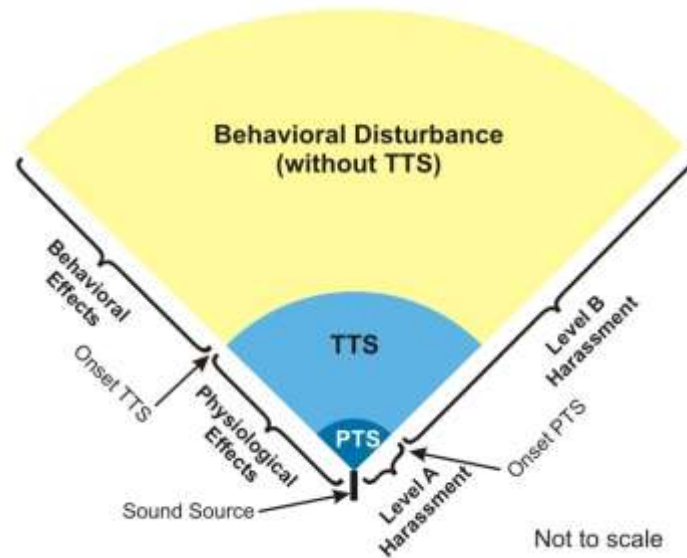 Behavioral Disturbance
(without TTS)
TTS
PTS
Behavioral
Effects
Onset TTS
Physiological
Effects
Sound Source
Level B
Harassment
Onset PTS
Level A
Harassment
Not to scale